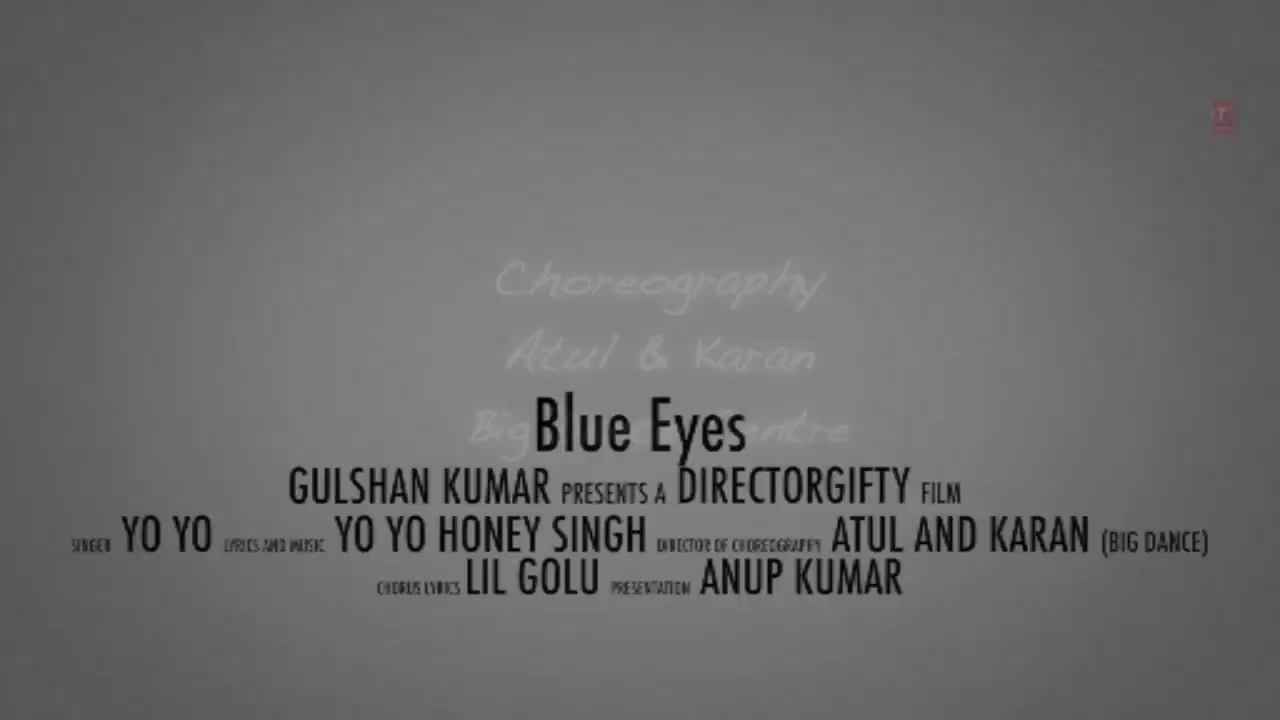 T
Choreography
Atul & Karan
Big
Blue Eyes
GULSHAN KUMAR PRESENTS A DIRECTORGIFTY FILM
SINGER YO YO LYRICS AND MUSIC YO YO HONEY SINGH DIRECTOR OF CHOREOGRAPHY ATUL AND KARAN (BIG DANCE)
CHORUS LYRICS LIL GOLU PRESENTATION ANUP KUMAR